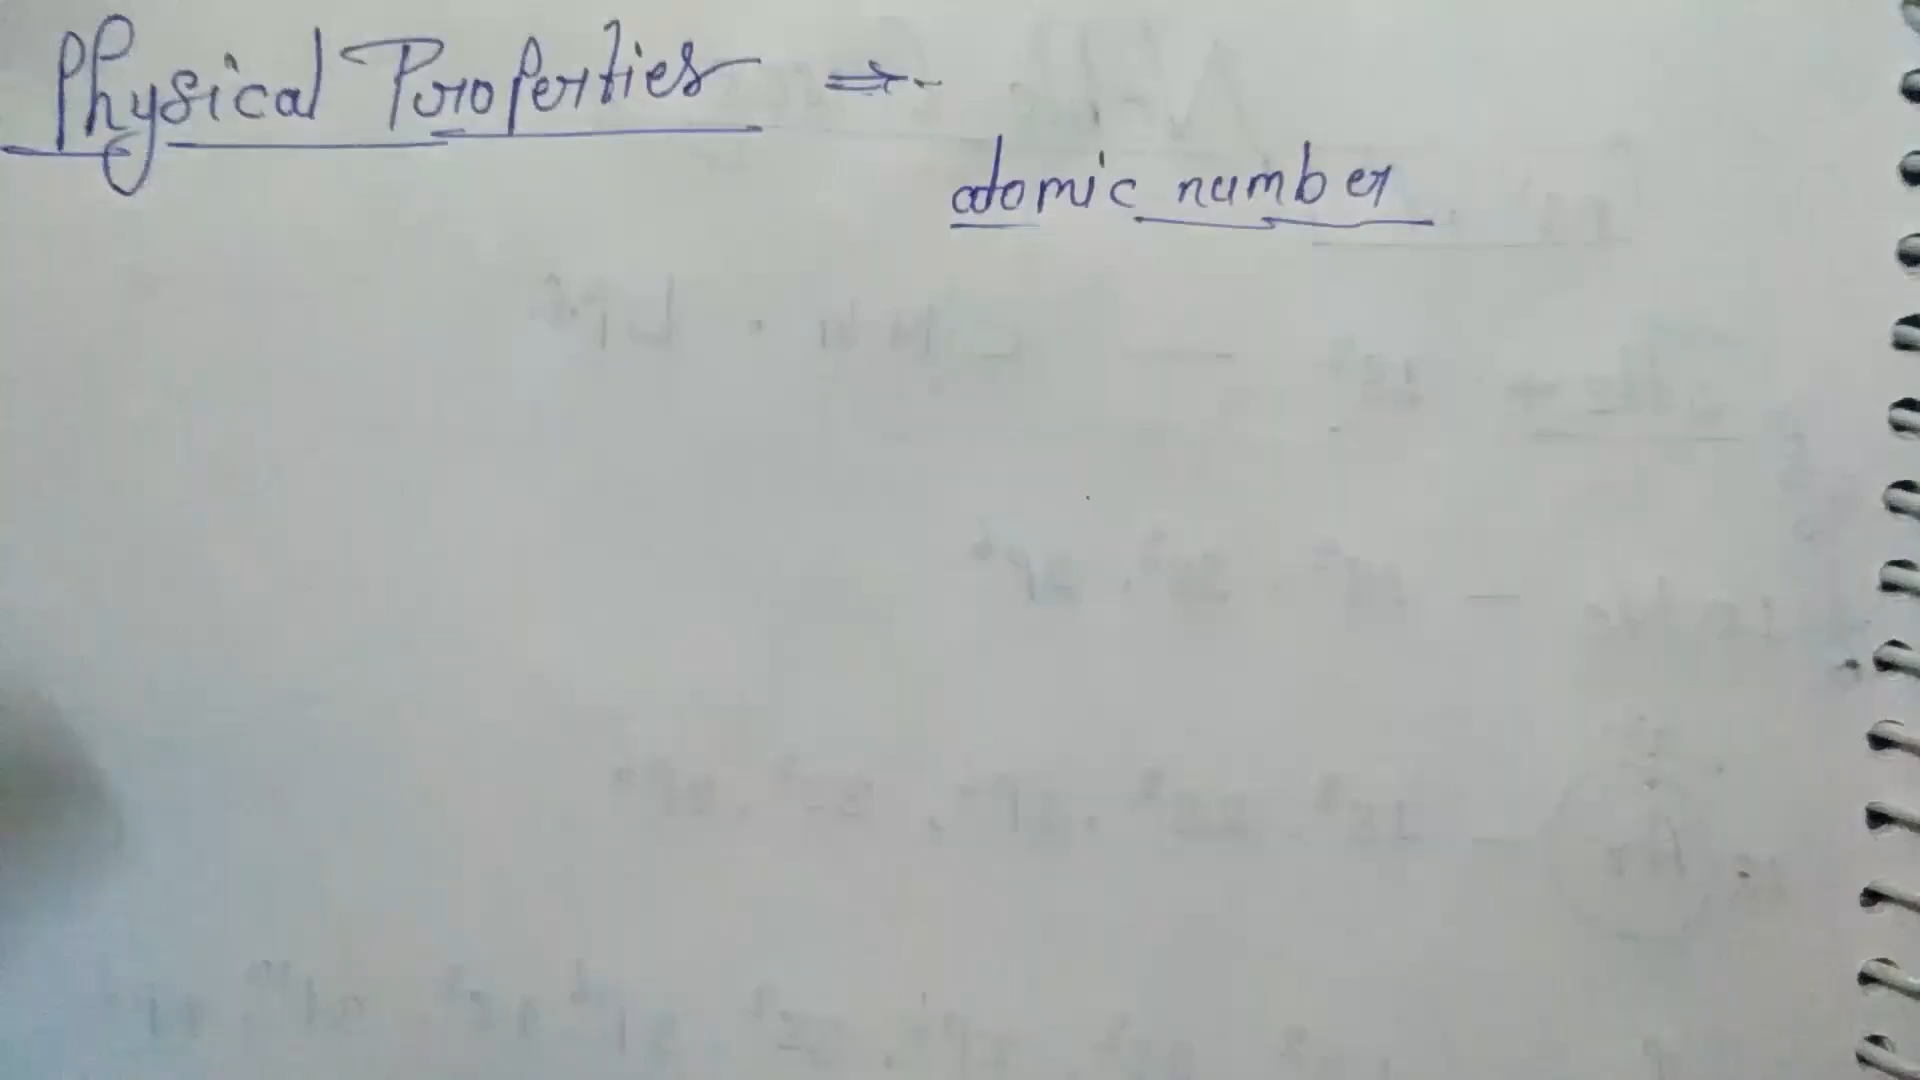 Physical Properties ⇒-
atomic number